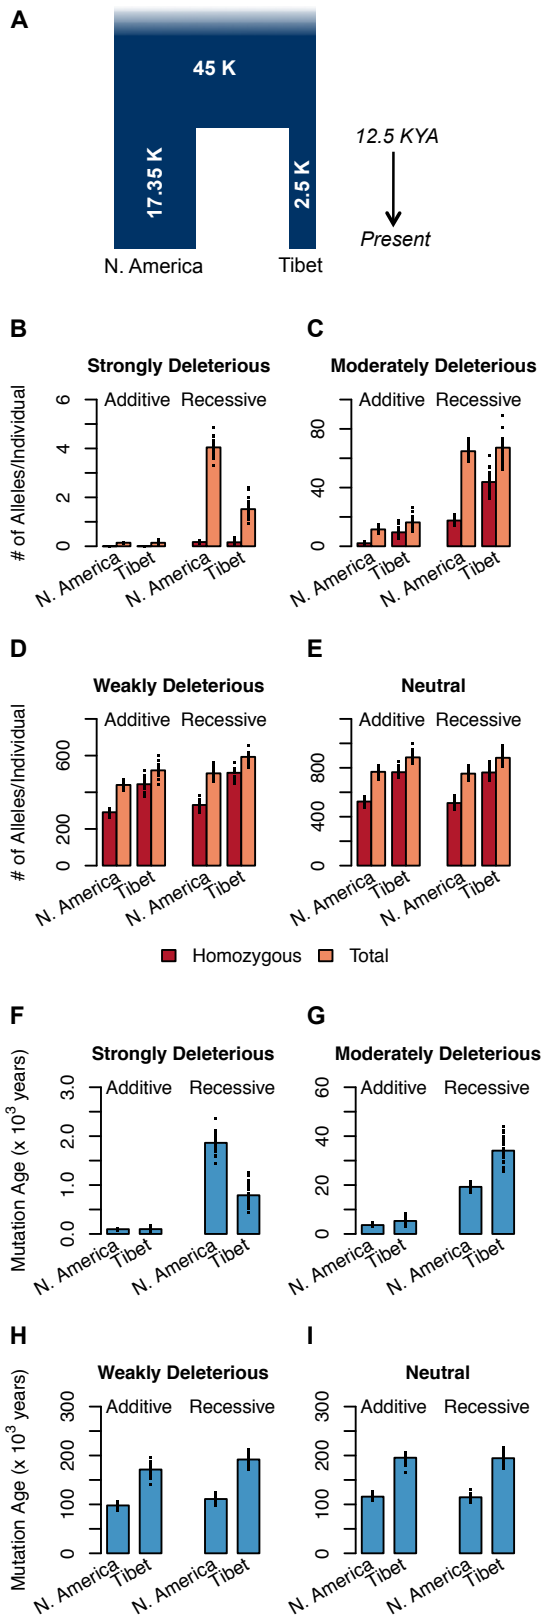 A
45 K
17.35 K
2.5 K
12.5 KYA
Present
N. America
Tibet
B
Strongly Deleterious
# of Alleles/Individual
6
4
2
0
Additive
Recessive
N. America
Tibet
N. America
Tibet
C
Moderately Deleterious
80
40
0
Additive
Recessive
N. America
Tibet
N. America
Tibet
D
Weakly Deleterious
# of Alleles/Individual
600
200
0
Additive
Recessive
N. America
Tibet
N. America
Tibet
E
Neutral
800
400
0
Additive
Recessive
N. America
Tibet
N. America
Tibet
Homozygous
Total
F
Strongly Deleterious
Mutation Age (x 10³ years)
3.0
2.0
1.0
0.0
Additive
Recessive
N. America
Tibet
N. America
Tibet
G
Moderately Deleterious
60
40
20
0
Additive
Recessive
N. America
Tibet
N. America
Tibet
H
Weakly Deleterious
Mutation Age (x 10³ years)
300
200
100
0
Additive
Recessive
N. America
Tibet
N. America
Tibet
I
Neutral
300
200
100
0
Additive
Recessive
N. America
Tibet
N. America
Tibet